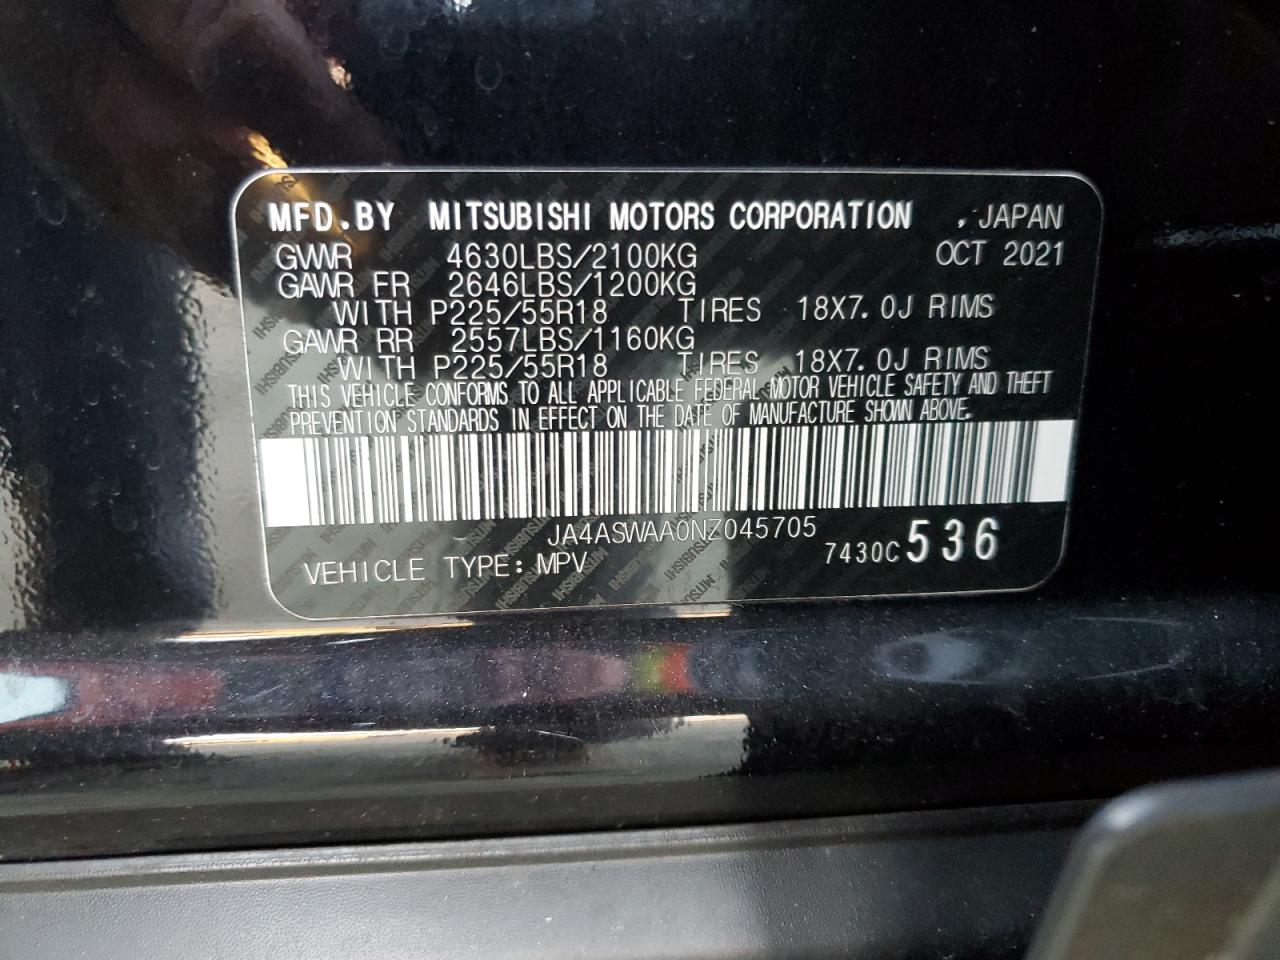 MFD.BY MITSUBISHI MOTORS CORPORATION , JAPAN
GVWR 4630LBS/2100KG OCT 2021
GAWR FR 2646LBS/1200KG
WITH P225/55R18 TIRES 18X7.0J RIMS
GAWR RR 2557LBS/1160KG
WITH P225/55R18 TIRES 18X7.0J RIMS
THIS VEHICLE CONFORMS TO ALL APPLICABLE FEDERAL MOTOR VEHICLE SAFETY AND THEFT
PREVENTION STANDARDS IN EFFECT ON THE DATE OF MANUFACTURE SHOWN ABOVE.
JA4ASWAA0NZ045705
VEHICLE TYPE: MPV 7430C 536